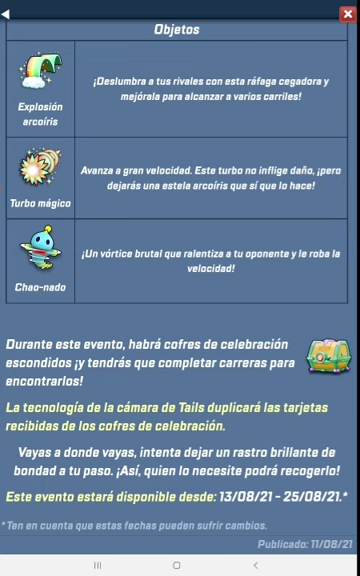 Objetos
¡Deslumbra a tus rivales con esta ráfaga cegadora y
mejórala para alcanzar a varios carriles!
Explosión
arcoíris
Avanza a gran velocidad. Este turbo no inflige daño, ¡pero
dejarás una estela arcoíris que sí que lo hace!
Turbo mágico
¡Un vórtice brutal que ralentiza a tu oponente y le roba la
velocidad!
Chao-nado
Durante este evento, habrá cofres de celebración
escondidos ¡y tendrás que completar carreras para
encontrarlos!
La tecnología de la cámara de Tails duplicará las tarjetas
recibidas de los cofres de celebración.
Vayas a donde vayas, intenta dejar un rastro brillante de
bondad a tu paso. ¡Así, quien lo necesite podrá recogerlo!
Este evento estará disponible desde: 13/08/21 - 25/08/21.*
*Ten en cuenta que estas fechas pueden sufrir cambios.
Publicado: 11/08/21